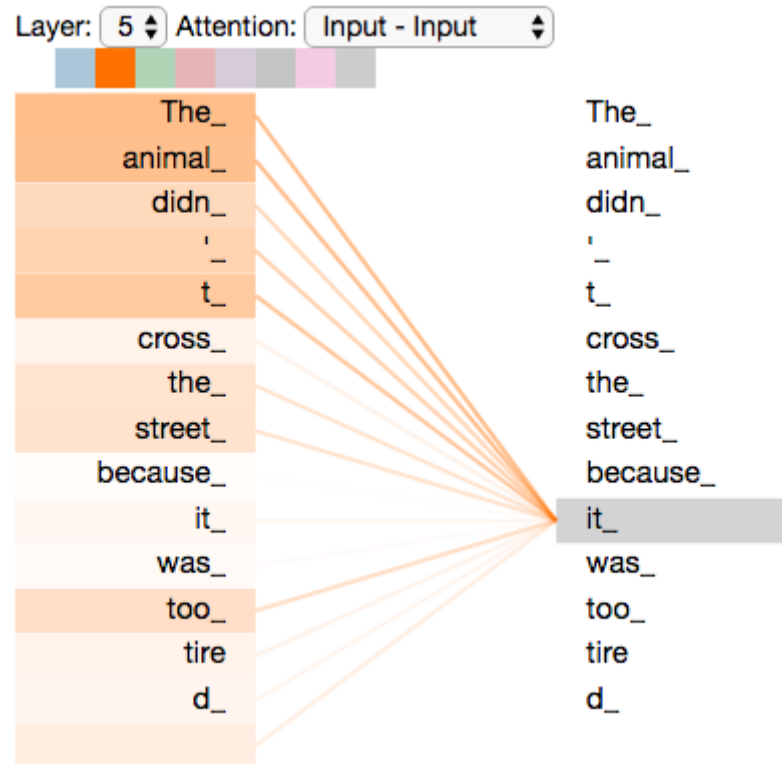 Layer: 5 Attention: Input - Input
The_ The_
animal_ animal_
didn_ didn_
'_ '_
t_ t_
cross_ cross_
the_ the_
street_ street_
because_ because_
it_ it_
was_ was_
too_ too_
tire tire
d_ d_